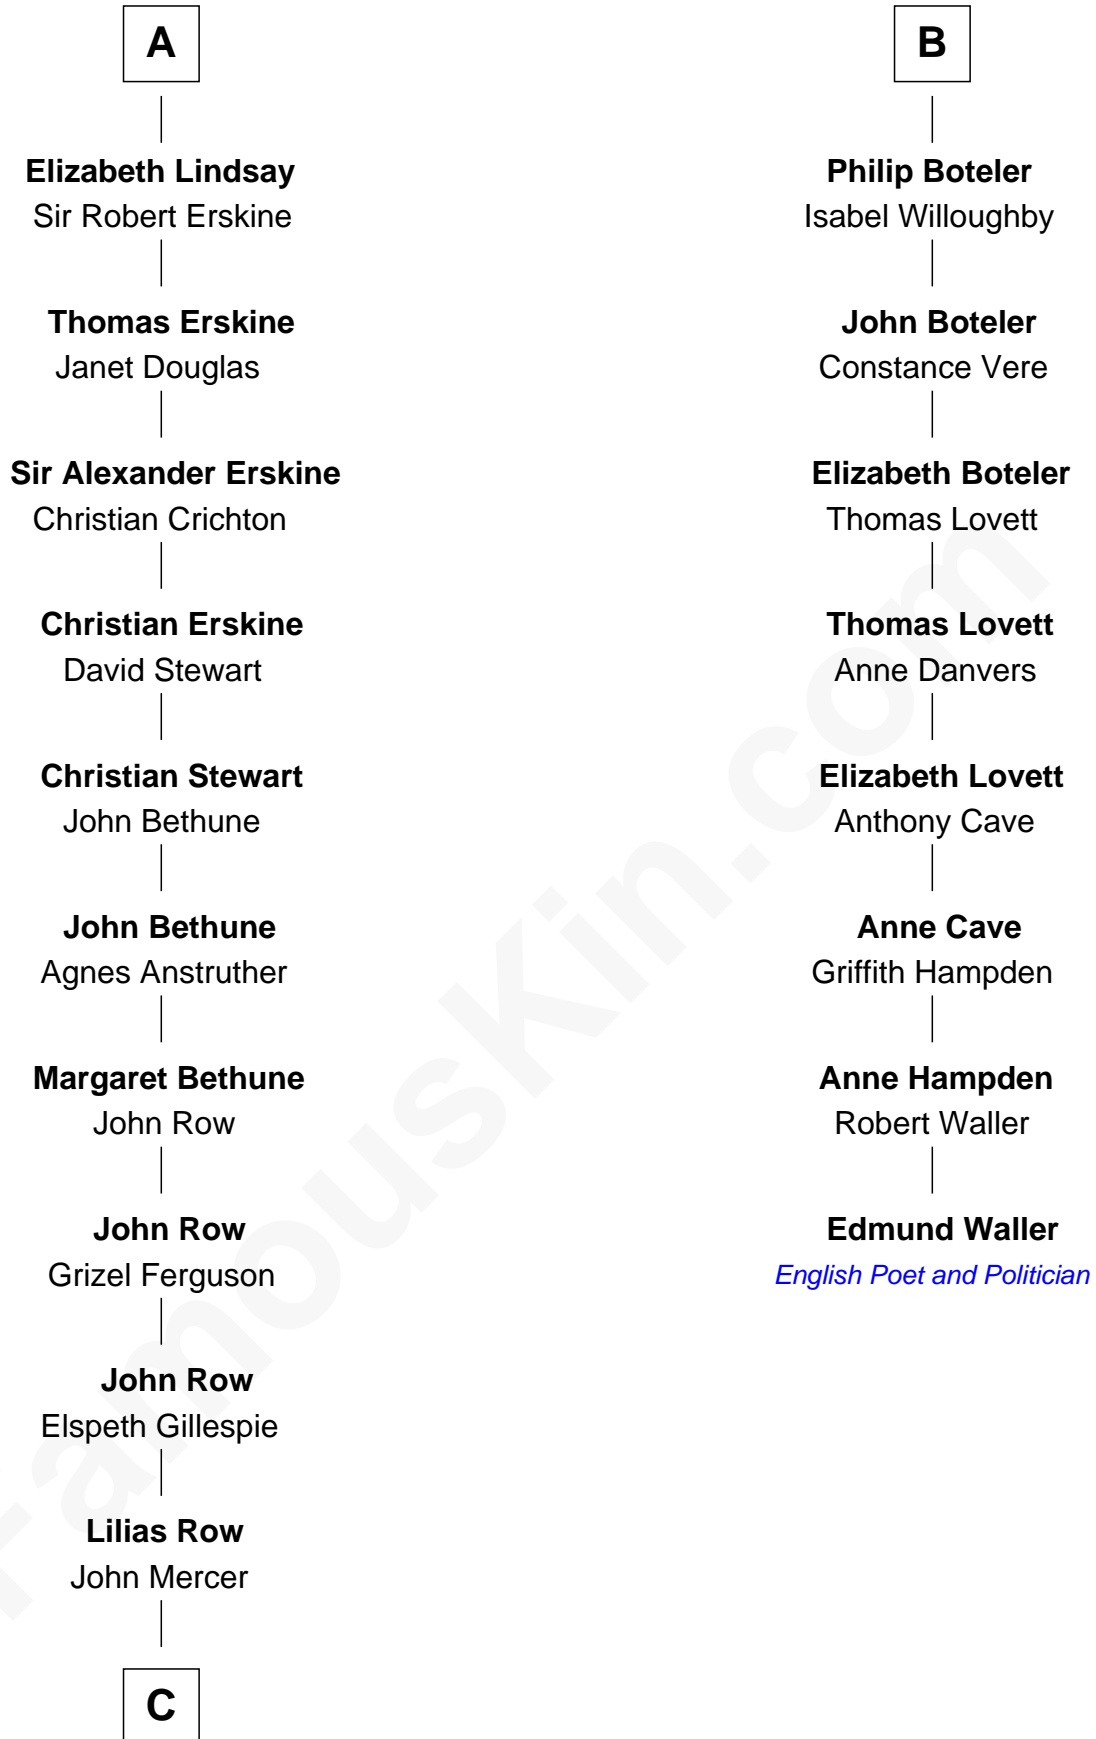 A
Elizabeth Lindsay
Sir Robert Erskine
Thomas Erskine
Janet Douglas
Sir Alexander Erskine
Christian Crichton
Christian Erskine
David Stewart
Christian Stewart
John Bethune
John Bethune
Agnes Anstruther
Margaret Bethune
John Row
John Row
Grizel Ferguson
John Row
Elspeth Gillespie
Lilias Row
John Mercer
C
B
Philip Boteler
Isabel Willoughby
John Boteler
Constance Vere
Elizabeth Boteler
Thomas Lovett
Thomas Lovett
Anne Danvers
Elizabeth Lovett
Anthony Cave
Anne Cave
Griffith Hampden
Anne Hampden
Robert Waller
Edmund Waller
English Poet and Politician
FamousKin.com